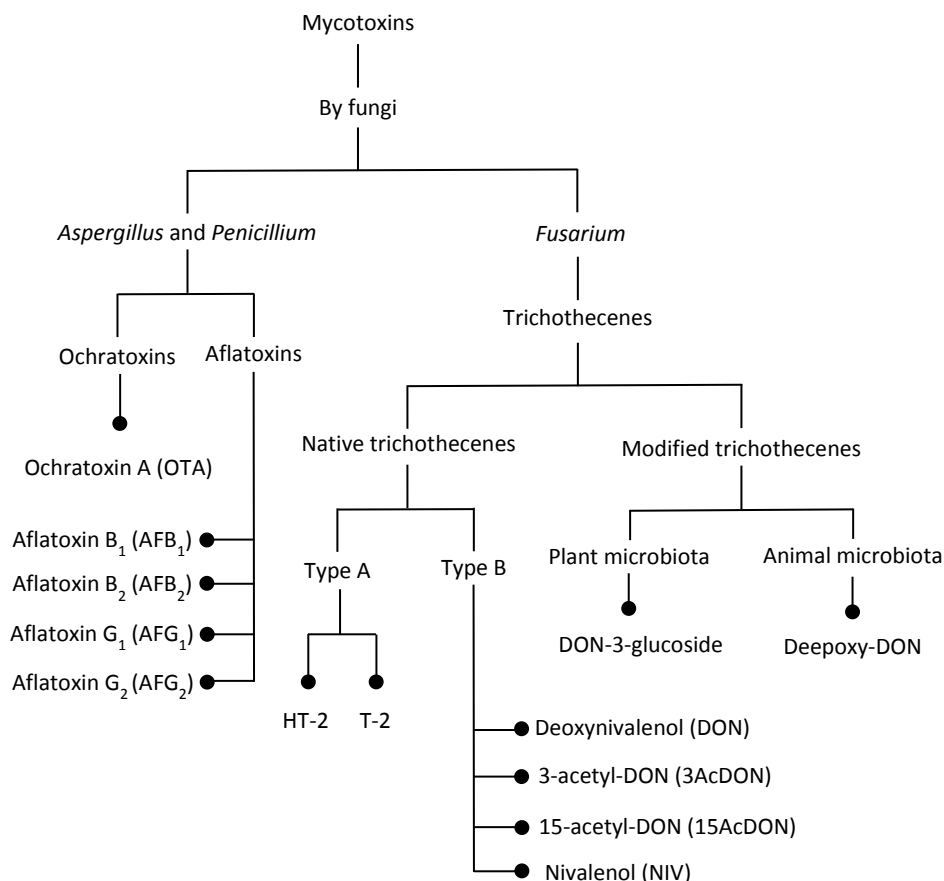 Mycotoxins
By fungi
Aspergillus and Penicillium
Fusarium
Trichothecenes
Ochratoxins
Aflatoxins
Native trichothecenes
Modified trichothecenes
Ochratoxin A (OTA)
Aflatoxin B₁ (AFB₁)
Aflatoxin B₂ (AFB₂)
Aflatoxin G₁ (AFG₁)
Aflatoxin G₂ (AFG₂)
Type A
Type B
Plant microbiota
Animal microbiota
DON-3-glucoside
Deepoxy-DON
HT-2
T-2
Deoxynivalenol (DON)
3-acetyl-DON (3AcDON)
15-acetyl-DON (15AcDON)
Nivalenol (NIV)